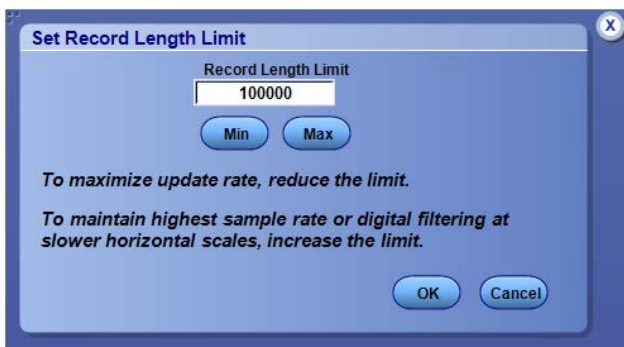 X
Set Record Length Limit
Record Length Limit
100000
Min Max
To maximize update rate, reduce the limit.
To maintain highest sample rate or digital filtering at
slower horizontal scales, increase the limit.
OK Cancel